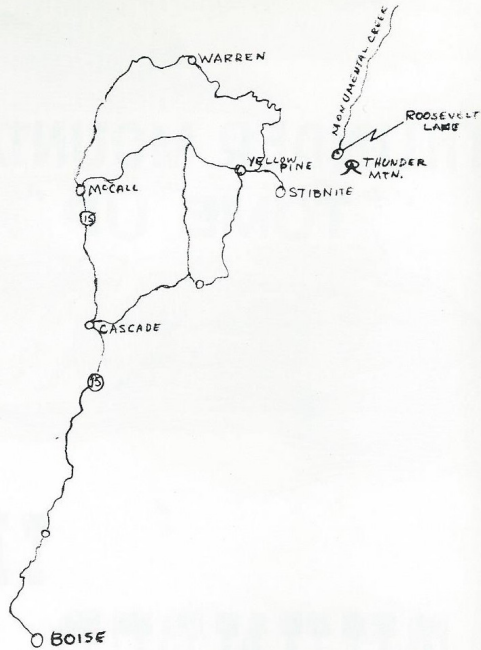 WARREN
MONUMENTAL CREEK
ROOSEVELT
LAKE
YELLOW
PINE
THUNDER
MTN.
MCCALL
STIBNITE
15
CASCADE
15
BOISE